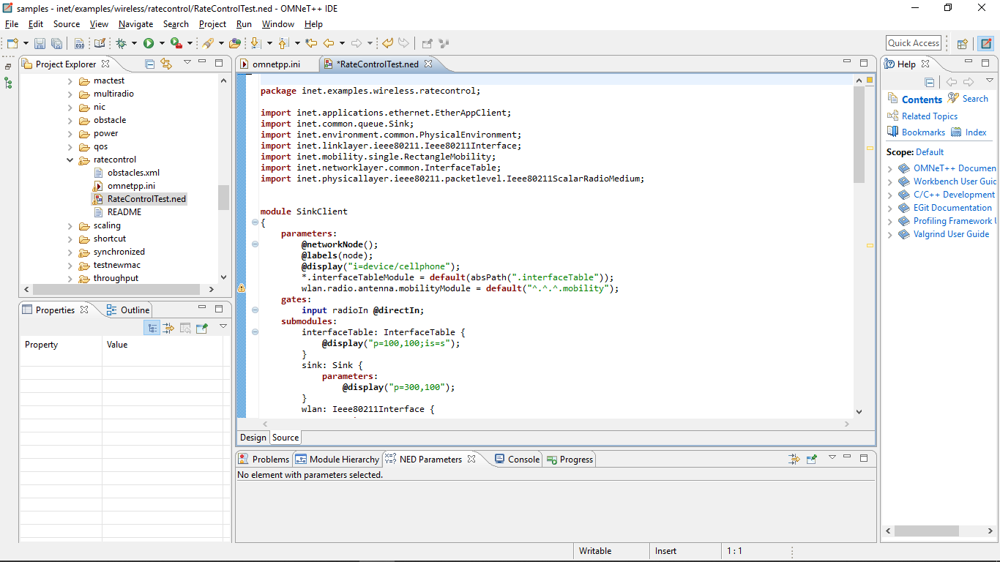 samples - inet/examples/wireless/ratecontrol/RateControlTest.ned - OMNeT++ IDE
File Edit Source View Navigate Search Project Run Window Help
Quick Access
Project Explorer
mactest
multiradio
nic
obstacle
power
qos
ratecontrol
obstacles.xml
omnetpp.ini
RateControlTest.ned
README
scaling
shortcut
synchronized
testnewmac
throughput
Properties Outline
Property Value
omnetpp.ini *RateControlTest.ned
package inet.examples.wireless.ratecontrol;
import inet.applications.ethernet.EtherAppClient;
import inet.common.queue.Sink;
import inet.environment.common.PhysicalEnvironment;
import inet.linklayer.ieee80211.Ieee80211Interface;
import inet.mobility.single.RectangleMobility;
import inet.networklayer.common.InterfaceTable;
import inet.physicallayer.ieee80211.packetlevel.Ieee80211ScalarRadioMedium;
module SinkClient
{
parameters:
@networkNode();
@labels(node);
@display("i=device/cellphone");
*.interfaceTableModule = default(absPath(".interfaceTable"));
wlan.radio.antenna.mobilityModule = default("^.^.^.mobility");
gates:
input radioIn @directIn;
submodules:
interfaceTable: InterfaceTable {
@display("p=100,100;is=s");
}
sink: Sink {
parameters:
@display("p=300,100");
}
wlan: Ieee80211Interface {
Design Source
Problems Module Hierarchy NED Parameters Console Progress
No element with parameters selected.
Help
Contents Search
Related Topics
Bookmarks Index
Scope: Default
OMNeT++ Documen
Workbench User Guid
C/C++ Development
EGit Documentation
Profiling Framework U
Valgrind User Guide
Writable Insert 1 : 1